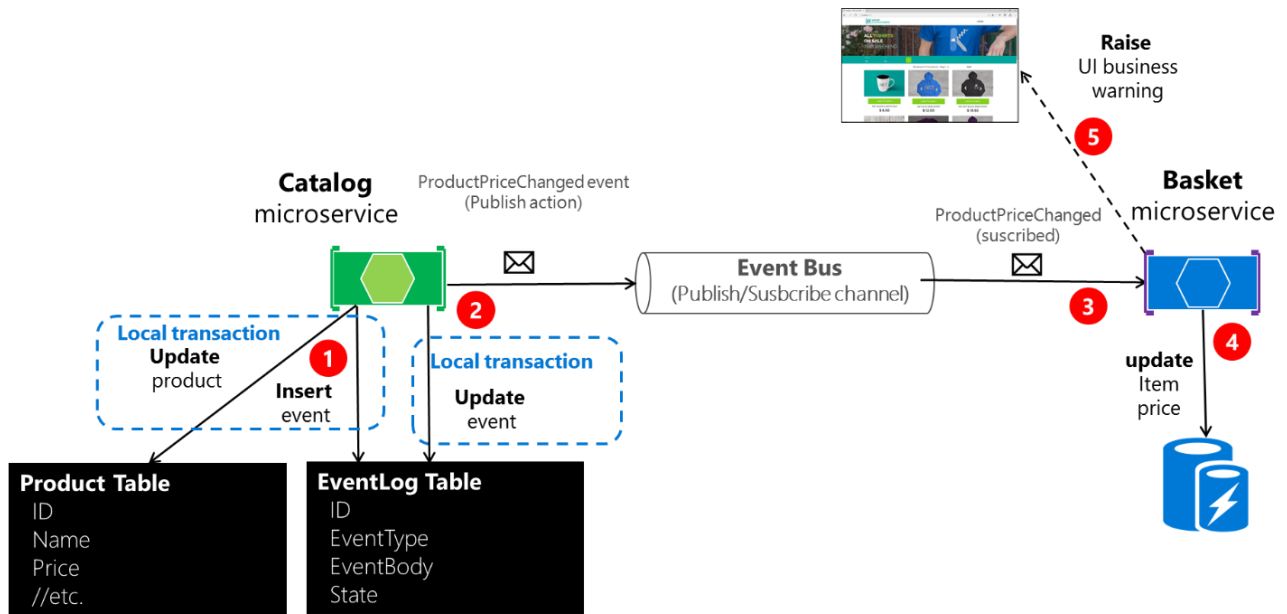 Raise
UI business
warning
5
Catalog
microservice
ProductPriceChanged event
(Publish action)
Basket
microservice
ProductPriceChanged
(suscribed)
Event Bus
(Publish/Susbcribe channel)
2
3
Local transaction
Update
product
1
Insert
event
Local transaction
Update
event
4
update
Item
price
Product Table
ID
Name
Price
//etc.
EventLog Table
ID
EventType
EventBody
State